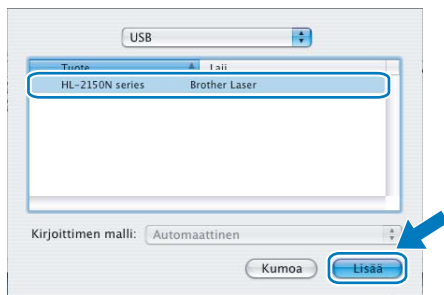 USB
Tuote Laji
HL-2150N series Brother Laser
Kirjoittimen malli: Automaattinen
Kumoa Lisää